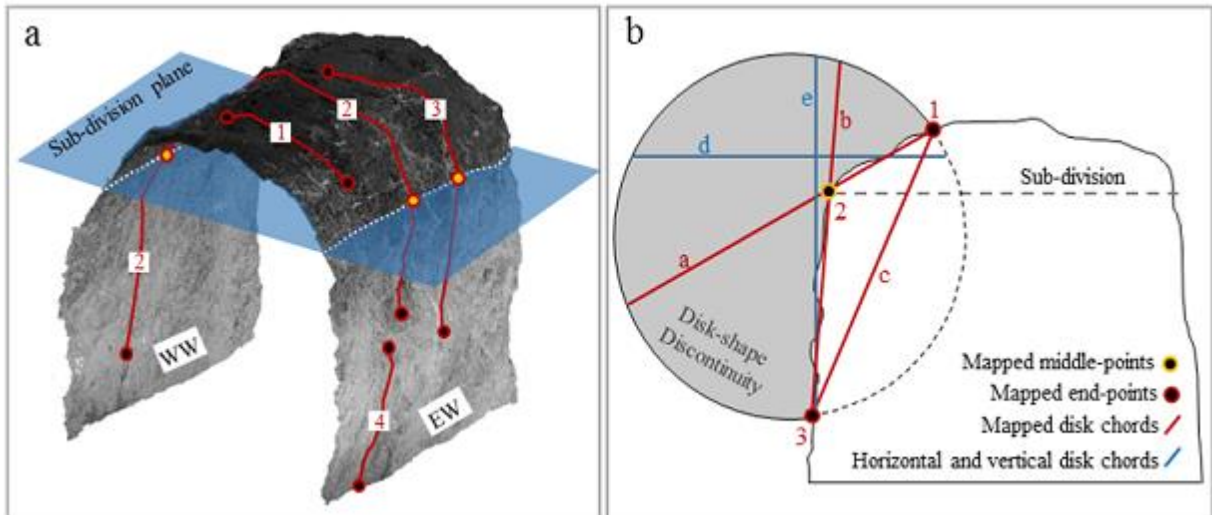 a
Sub-division plane
1
2
3
2
4
WW
EW
b
1
e
b
d
Sub-division
2
a
c
Disk-shape
Discontinuity
3
Mapped middle-points
Mapped end-points
Mapped disk chords
Horizontal and vertical disk chords